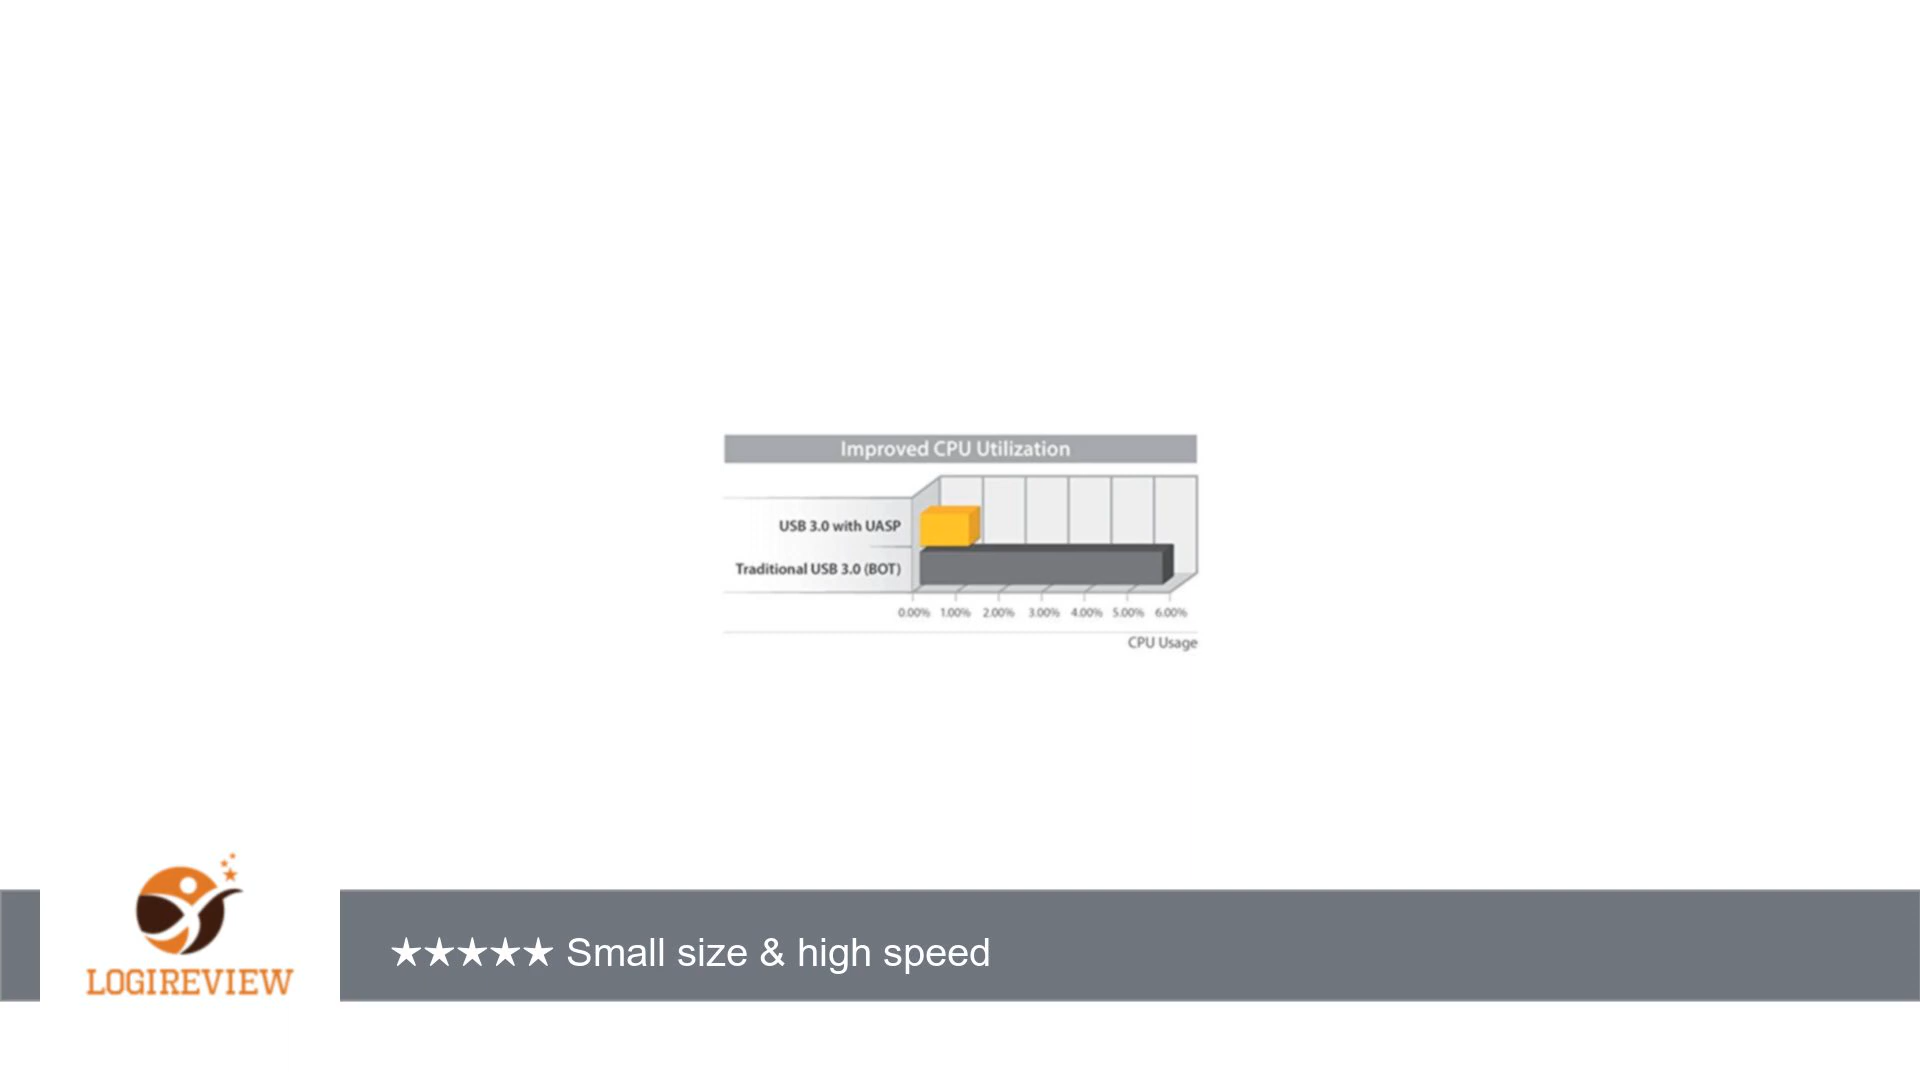 Improved CPU Utilization
USB 3.0 with UASP
Traditional USB 3.0 (BOT)
0.00% 1.00% 2.00% 3.00% 4.00% 5.00% 6.00%
CPU Usage
★★★★★ Small size & high speed
LOGIREVIEW